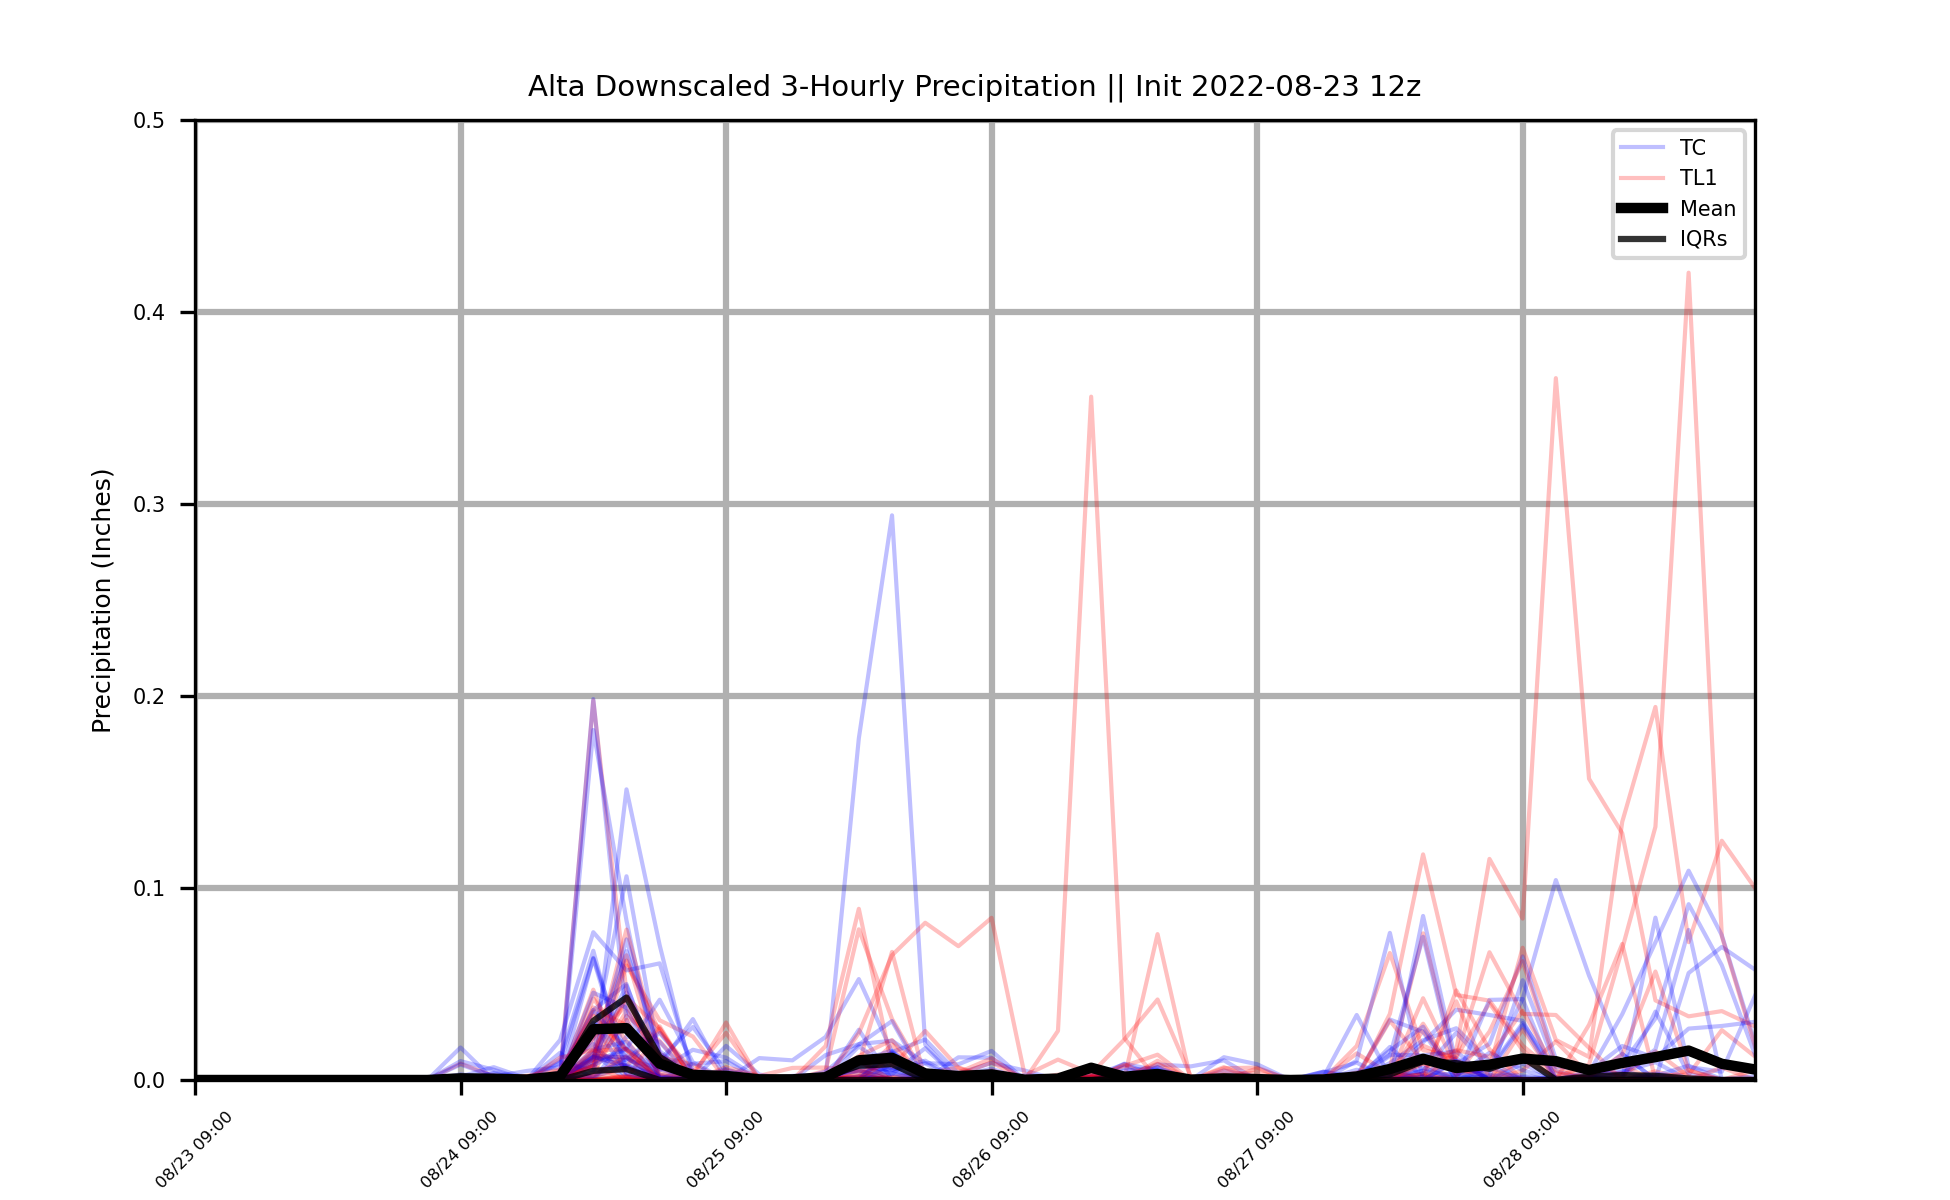 Alta Downscaled 3-Hourly Precipitation || Init 2022-08-23 12z
TC
TL1
Mean
IQRs
Precipitation (Inches)
0.5
0.4
0.3
0.2
0.1
0.0
08/23 09:00
08/24 09:00
08/25 09:00
08/26 09:00
08/27 09:00
08/28 09:00